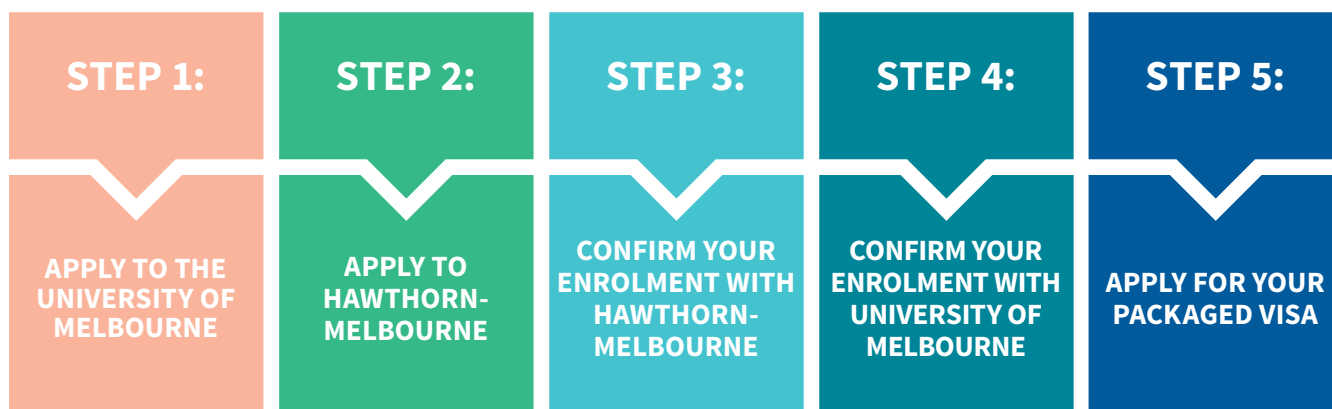 STEP 1:
APPLY TO THE
UNIVERSITY OF
MELBOURNE
STEP 2:
APPLY TO
HAWTHORN-
MELBOURNE
STEP 3:
CONFIRM YOUR
ENROLMENT WITH
HAWTHORN-
MELBOURNE
STEP 4:
CONFIRM YOUR
ENROLMENT WITH
UNIVERSITY OF
MELBOURNE
STEP 5:
APPLY FOR YOUR
PACKAGED VISA